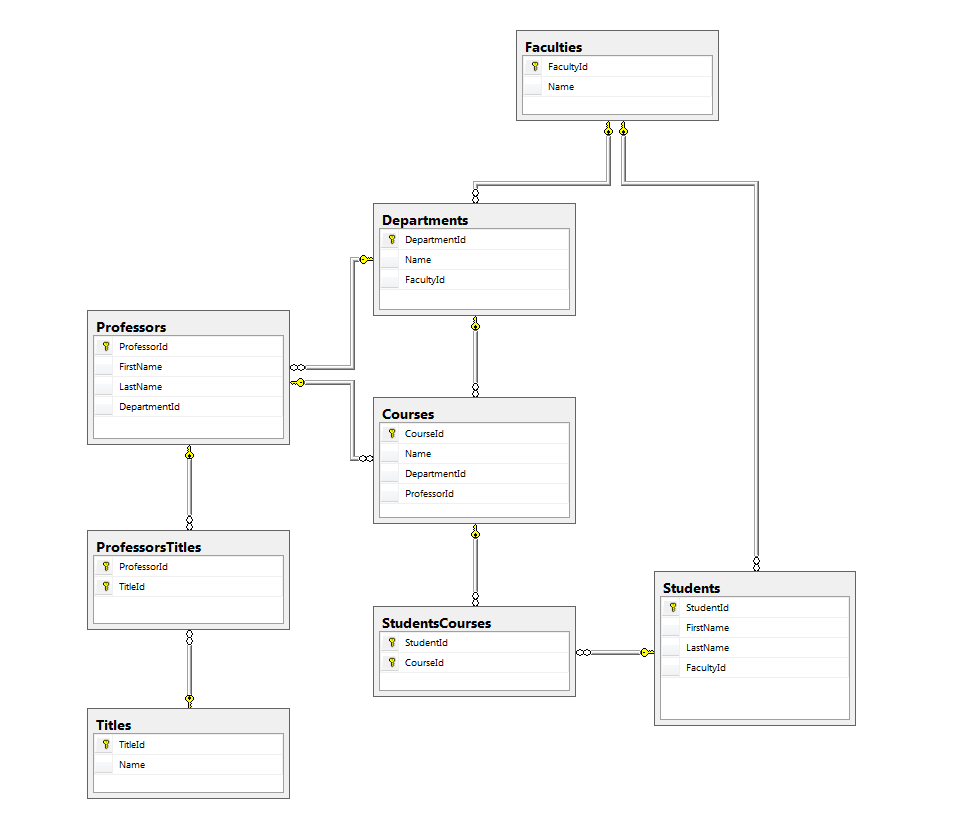 Faculties
FacultyId
Name
Departments
DepartmentId
Name
FacultyId
Professors
ProfessorId
FirstName
LastName
DepartmentId
Courses
CourseId
Name
DepartmentId
ProfessorId
ProfessorsTitles
ProfessorId
TitleId
StudentsCourses
StudentId
CourseId
Students
StudentId
FirstName
LastName
FacultyId
Titles
TitleId
Name